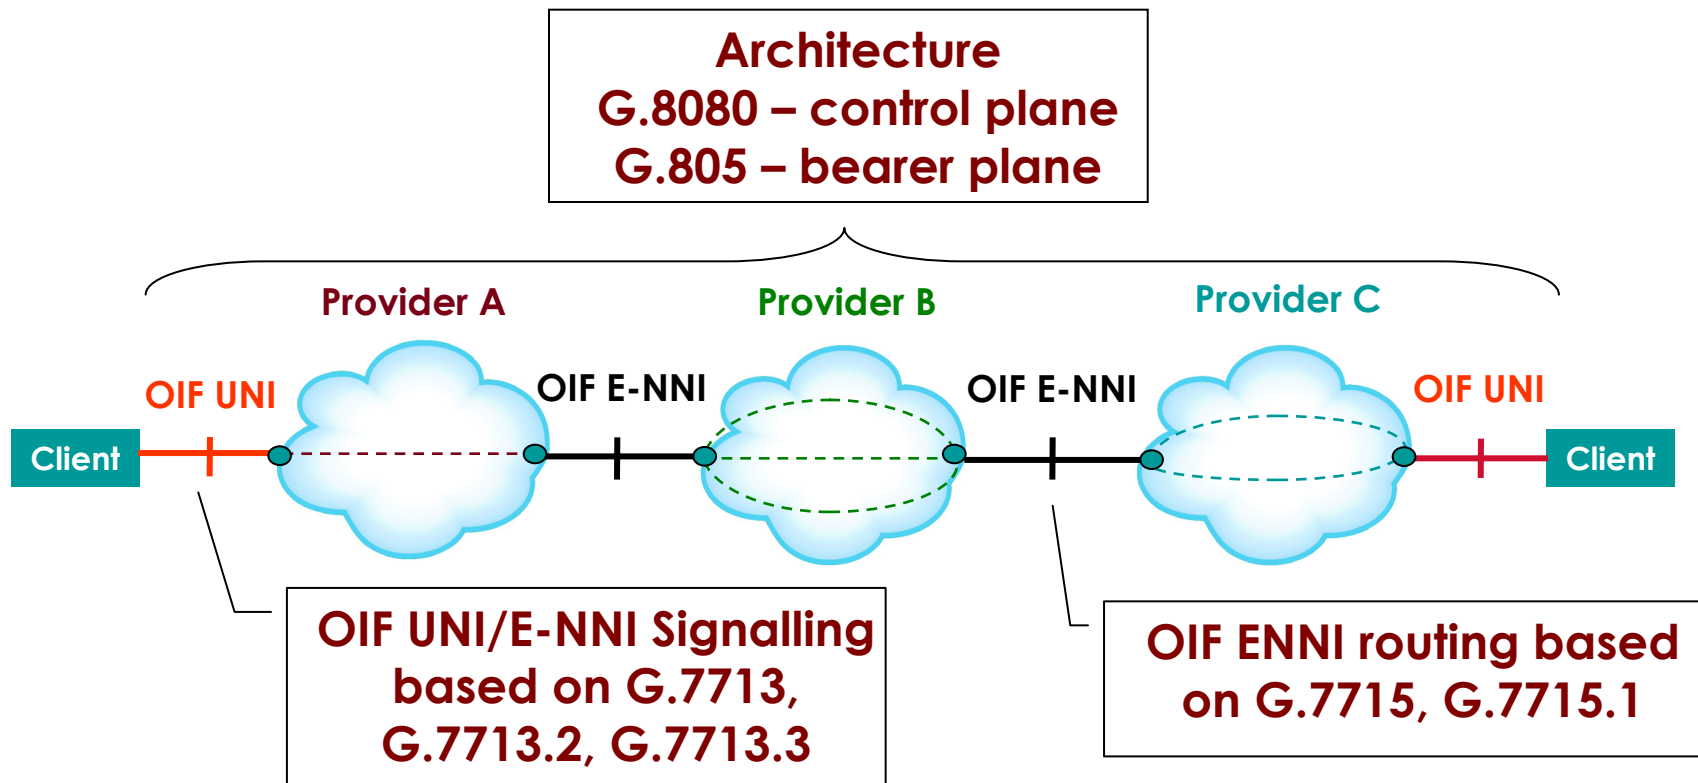 Architecture
G.8080 – control plane
G.805 – bearer plane
Provider A
Provider B
Provider C
OIF UNI
OIF E-NNI
OIF E-NNI
OIF UNI
Client
Client
OIF UNI/E-NNI Signalling
based on G.7713,
G.7713.2, G.7713.3
OIF ENNI routing based
on G.7715, G.7715.1